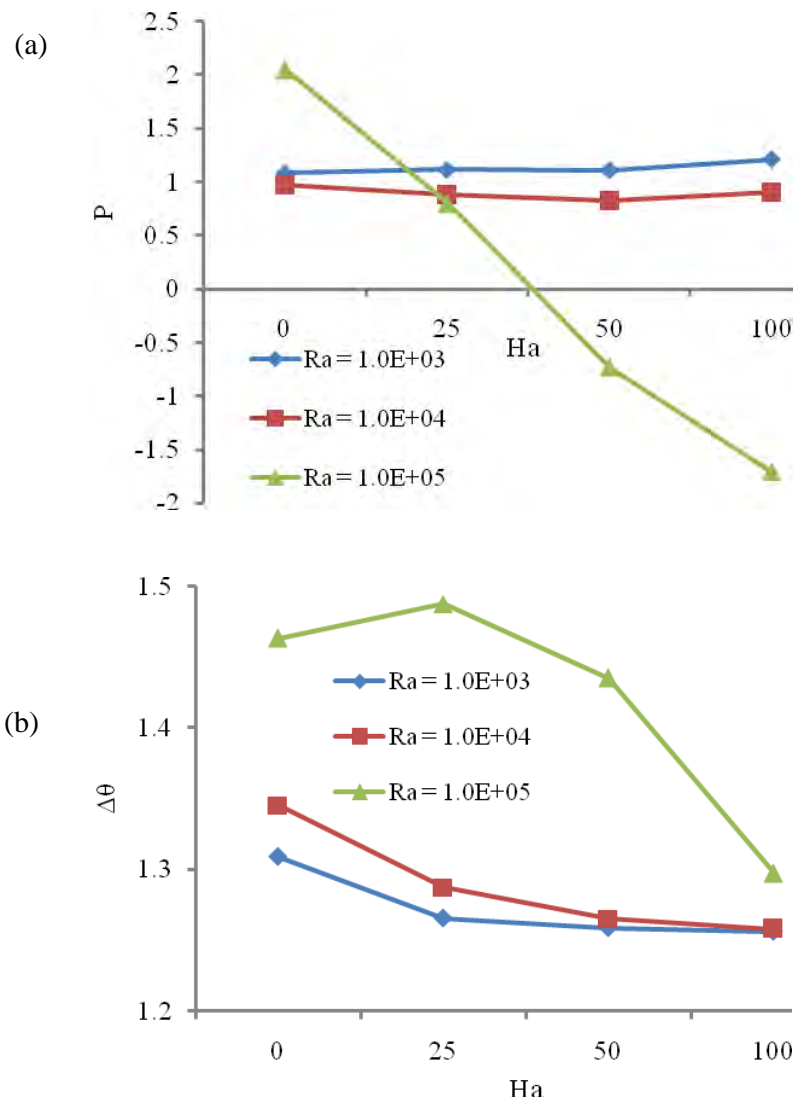 (a)
2.5
2
1.5
1
0.5
0
-0.5
-1
-1.5
-2
P
0 25 50 100
Ha
Ra = 1.0E+03
Ra = 1.0E+04
Ra = 1.0E+05
(b)
1.5
1.4
1.3
1.2
Δθ
Ra = 1.0E+03
Ra = 1.0E+04
Ra = 1.0E+05
0 25 50 100
Ha